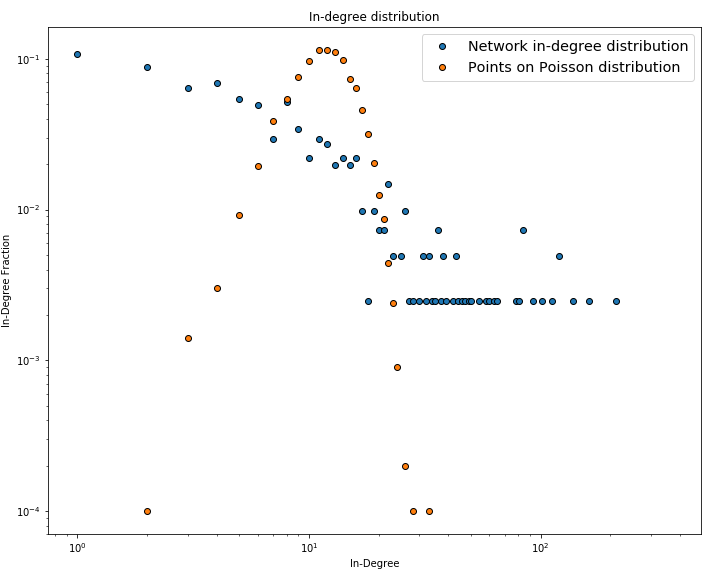 In-degree distribution
Network in-degree distribution
Points on Poisson distribution
In-Degree Fraction
10⁻¹
10⁻²
10⁻³
10⁻⁴
10⁰
10¹
10²
In-Degree